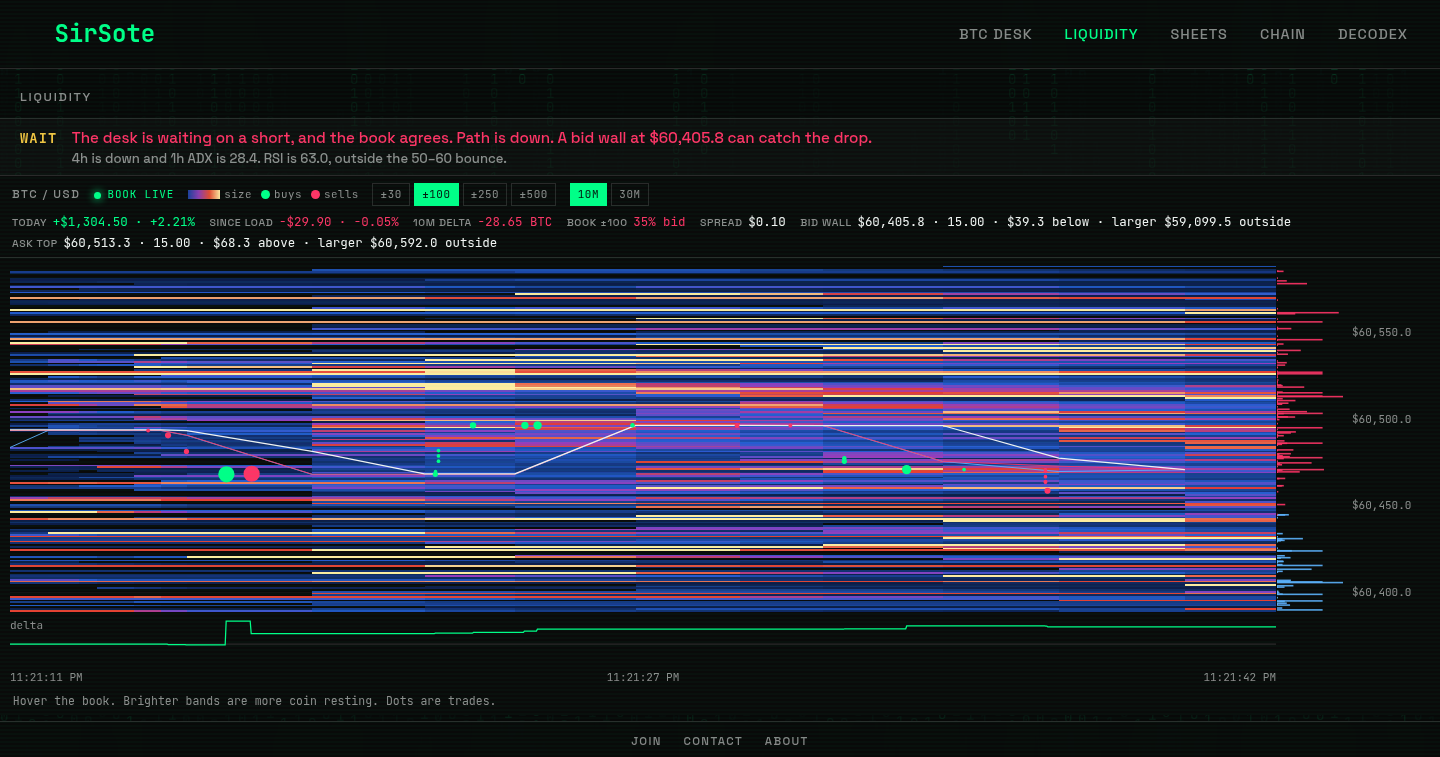 SirSote
BTC DESK LIQUIDITY SHEETS CHAIN DECODEX
LIQUIDITY
WAIT The desk is waiting on a short, and the book agrees. Path is down. A bid wall at $60,405.8 can catch the drop.
4h is down and 1h ADX is 28.4. RSI is 63.0, outside the 50–60 bounce.
BTC / USD BOOK LIVE size buys sells ±30 ±100 ±250 ±500 10M 30M
TODAY +$1,304.50 · +2.21% SINCE LOAD -$29.90 · -0.05% 10M DELTA -28.65 BTC BOOK ±100 35% bid SPREAD $0.10 BID WALL $60,405.8 · 15.00 · $39.3 below · larger $59,099.5 outside
ASK TOP $60,513.3 · 15.00 · $68.3 above · larger $60,592.0 outside
$60,550.0
$60,500.0
$60,450.0
$60,400.0
delta
11:21:11 PM 11:21:27 PM 11:21:42 PM
Hover the book. Brighter bands are more coin resting. Dots are trades.
JOIN CONTACT ABOUT